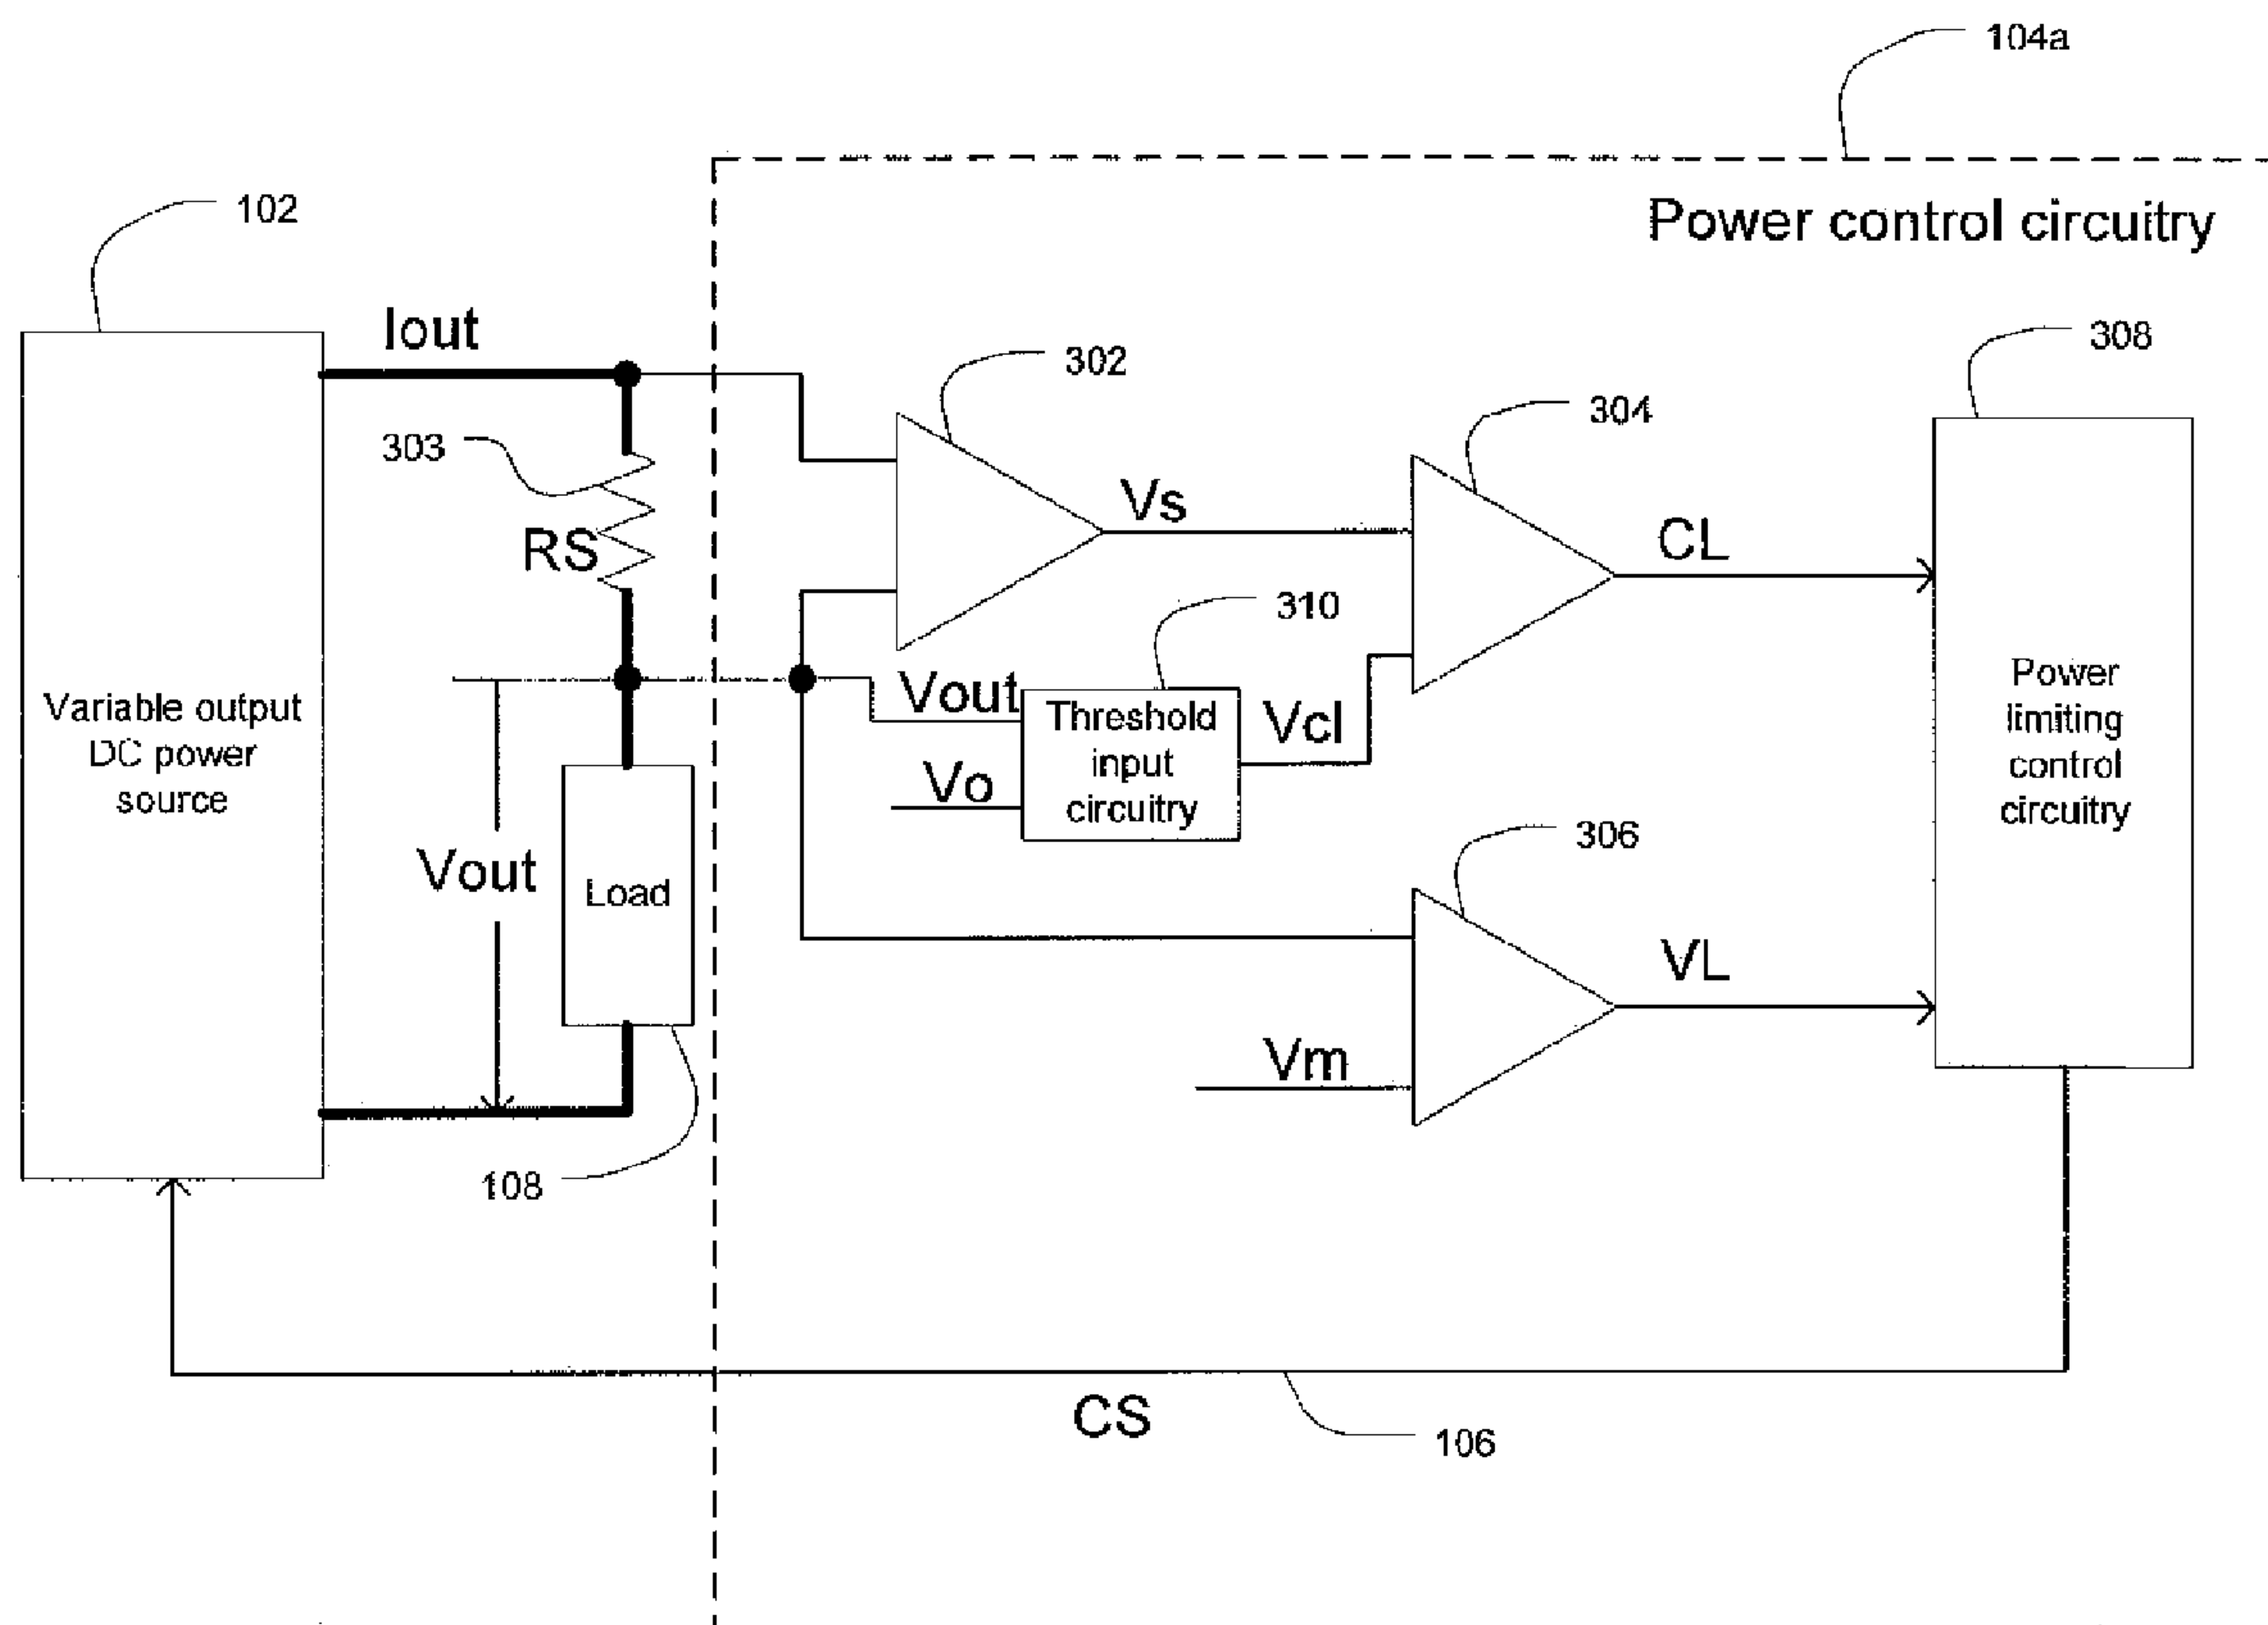 104a
Power control circuitry
102
Iout
302
308
304
303
Vs
RS
CL
310
Vout
Threshold
input
circuitry
Vcl
Vo
Variable output
DC power
source
Power
limiting
control
circuitry
306
Vout
Load
VL
Vm
108
CS
106